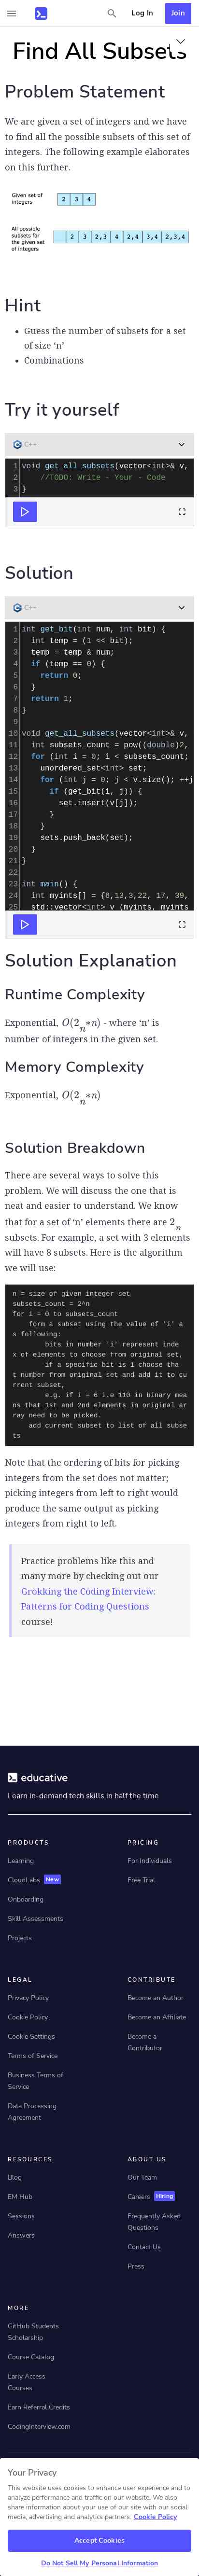 Log In
Join
Find All Subsets
Problem Statement
We are given a set of integers and we have
to find all the possible subsets of this set of
integers. The following example elaborates
on this further.
Given set of
integers
2 3 4
All possible
subsets for
the given set
of integers
2 3 2,3 4 2,4 3,4 2,3,4
Hint
• Guess the number of subsets for a set
of size ‘n’
• Combinations
Try it yourself
C++
1 void get_all_subsets(vector<int>& v,
2 //TODO: Write - Your - Code
3 }
Solution
C++
1 int get_bit(int num, int bit) {
2 int temp = (1 << bit);
3 temp = temp & num;
4 if (temp == 0) {
5 return 0;
6 }
7 return 1;
8 }
9
10 void get_all_subsets(vector<int>& v,
11 int subsets_count = pow((double)2,
12 for (int i = 0; i < subsets_count;
13 unordered_set<int> set;
14 for (int j = 0; j < v.size(); ++j
15 if (get_bit(i, j)) {
16 set.insert(v[j]);
17 }
18 }
19 sets.push_back(set);
20 }
21 }
22
23 int main() {
24 int myints[] = {8,13,3,22, 17, 39,
25 std::vector<int> v (myints, myints
Solution Explanation
Runtime Complexity
Exponential, O(2n∗n) - where ‘n’ is
number of integers in the given set.
Memory Complexity
Exponential, O(2n∗n)
Solution Breakdown
There are several ways to solve this
problem. We will discuss the one that is
neat and easier to understand. We know
that for a set of ‘n’ elements there are 2n
subsets. For example, a set with 3 elements
will have 8 subsets. Here is the algorithm
we will use:
n = size of given integer set
subsets_count = 2^n
for i = 0 to subsets_count
form a subset using the value of 'i' a
s following:
bits in number 'i' represent inde
x of elements to choose from original set,
if a specific bit is 1 choose tha
t number from original set and add it to cu
rrent subset,
e.g. if i = 6 i.e 110 in binary mea
ns that 1st and 2nd elements in original ar
ray need to be picked.
add current subset to list of all subse
ts
Note that the ordering of bits for picking
integers from the set does not matter;
picking integers from left to right would
produce the same output as picking
integers from right to left.
Practice problems like this and
many more by checking out our
Grokking the Coding Interview:
Patterns for Coding Questions
course!
educative
Learn in-demand tech skills in half the time
PRODUCTS
Learning
CloudLabs New
Onboarding
Skill Assessments
Projects
PRICING
For Individuals
Free Trial
LEGAL
Privacy Policy
Cookie Policy
Cookie Settings
Terms of Service
Business Terms of
Service
Data Processing
Agreement
CONTRIBUTE
Become an Author
Become an Affiliate
Become a
Contributor
RESOURCES
Blog
EM Hub
Sessions
Answers
ABOUT US
Our Team
Careers Hiring
Frequently Asked
Questions
Contact Us
Press
MORE
GitHub Students
Scholarship
Course Catalog
Early Access
Courses
Earn Referral Credits
CodingInterview.com
Your Privacy
This website uses cookies to enhance user experience and to
analyze performance and traffic on our website. We also
share information about your use of our site with our social
media, advertising and analytics partners. Cookie Policy
Accept Cookies
Do Not Sell My Personal Information